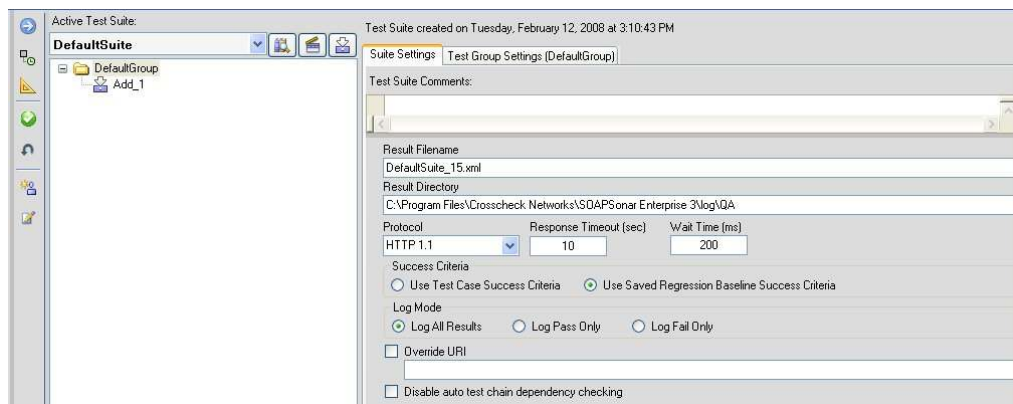 Active Test Suite:
DefaultSuite
DefaultGroup
Add_1
Test Suite created on Tuesday, February 12, 2008 at 3:10:43 PM
Suite Settings
Test Group Settings (DefaultGroup)
Test Suite Comments:
Result Filename
DefaultSuite_15.xml
Result Directory
C:\Program Files\Crosscheck Networks\SOAPSonar Enterprise 3\log\QA
Protocol Response Timeout (sec) Wait Time (ms)
HTTP 1.1 10 200
Success Criteria
Use Test Case Success Criteria Use Saved Regression Baseline Success Criteria
Log Mode
Log All Results Log Pass Only Log Fail Only
Override URI
Disable auto test chain dependency checking